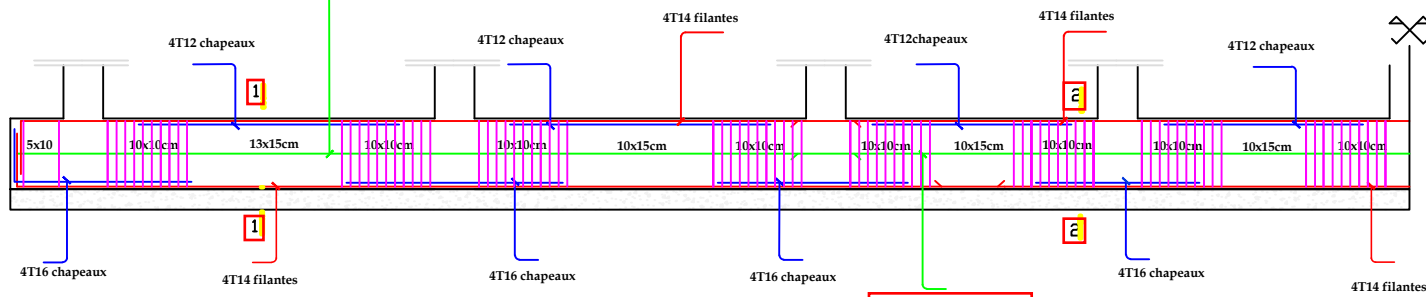 4T14 filantes
4T14 filantes
4T12 chapeaux
4T12 chapeaux
4T12chapeaux
4T12 chapeaux
1
2
5x10
10x10cm
13x15cm
10x10cm
10x10cm
10x15cm
10x10cm
10x10cm
10x15cm
10x10cm
10x10cm
10x15cm
10x10cm
1
2
4T16 chapeaux
4T14 filantes
4T16 chapeaux
4T16 chapeaux
4T16 chapeaux
4T14 filantes